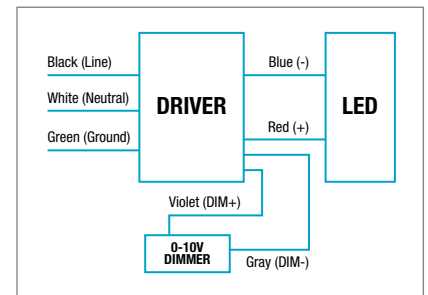 Black (Line)
Blue (-)
White (Neutral)
DRIVER
LED
Green (Ground)
Red (+)
Violet (DIM+)
0-10V
DIMMER
Gray (DIM-)